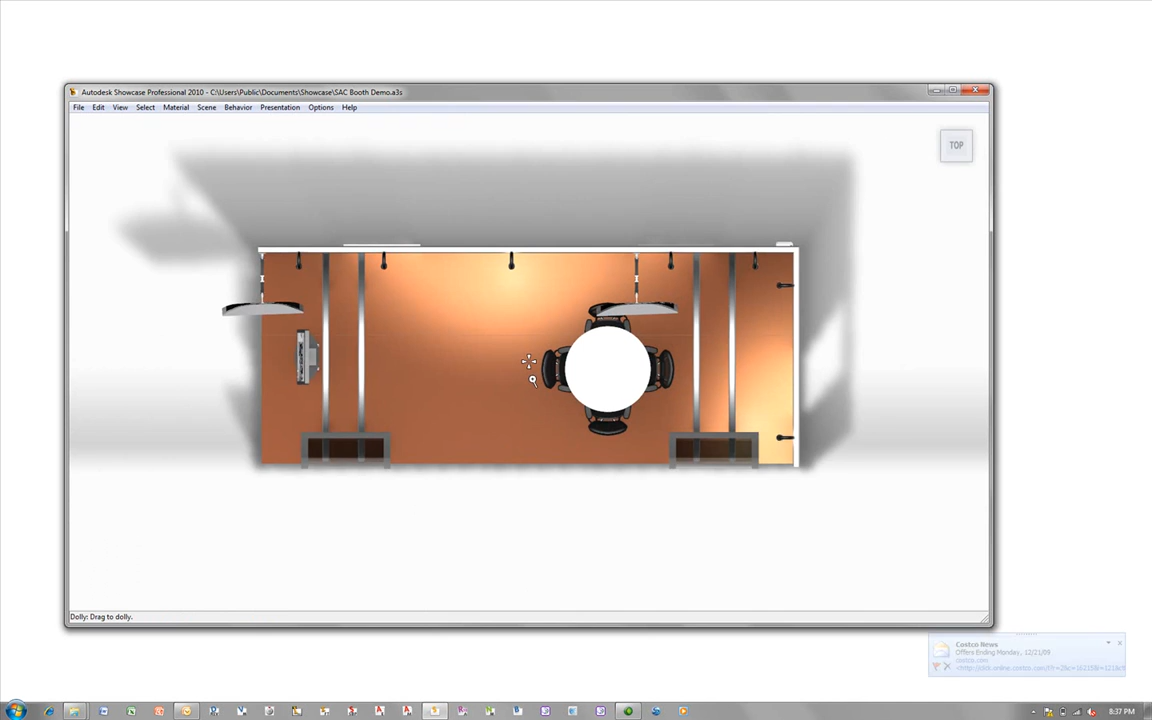 Autodesk Showcase Professional 2010 - C:\Users\Public\Documents\Showcase\SAC Booth Demo.a3s
File Edit View Select Material Scene Behavior Presentation Options Help
TOP
Dolly: Drag to dolly.
Costco News
Offers Ending Monday, 12/21/09
costco.com
8:37 PM